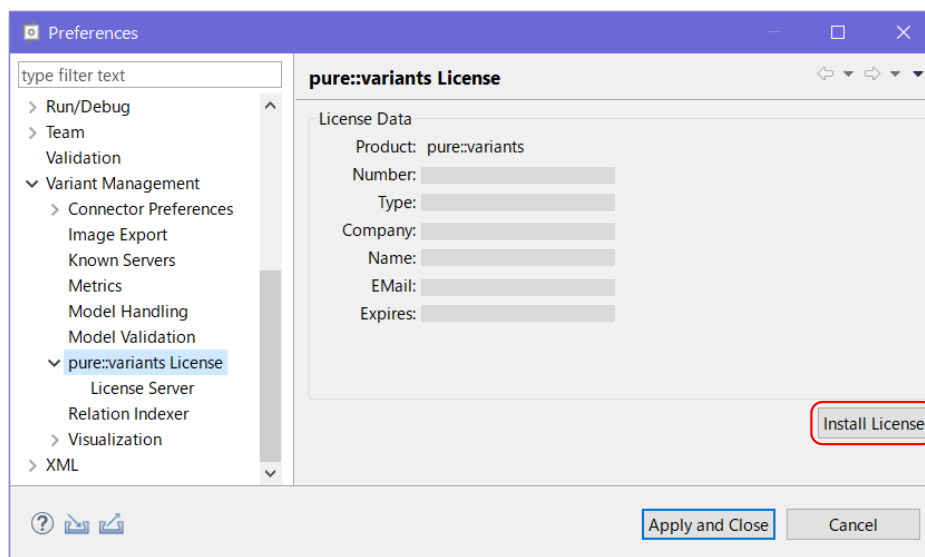 Preferences
type filter text
Run/Debug
Team
Validation
Variant Management
Connector Preferences
Image Export
Known Servers
Metrics
Model Handling
Model Validation
pure::variants License
License Server
Relation Indexer
Visualization
XML
pure::variants License
License Data
Product: pure::variants
Number:
Type:
Company:
Name:
EMail:
Expires:
Install License
Apply and Close
Cancel